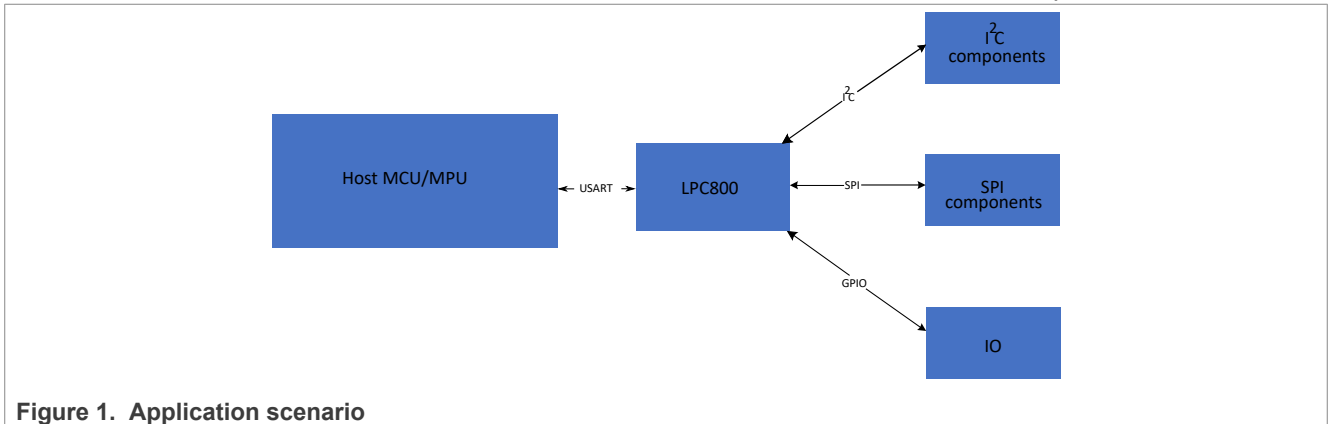 I²C
components
I²C
Host MCU/MPU
USART
LPC800
SPI
SPI
components
GPIO
IO
Figure 1. Application scenario